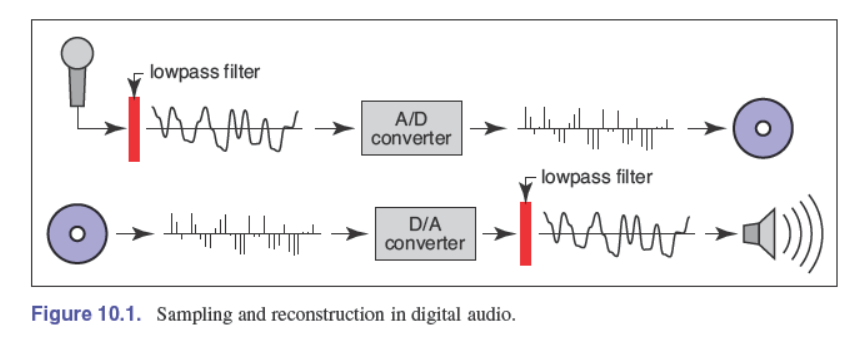 lowpass filter
A/D
converter
lowpass filter
D/A
converter
Figure 10.1. Sampling and reconstruction in digital audio.